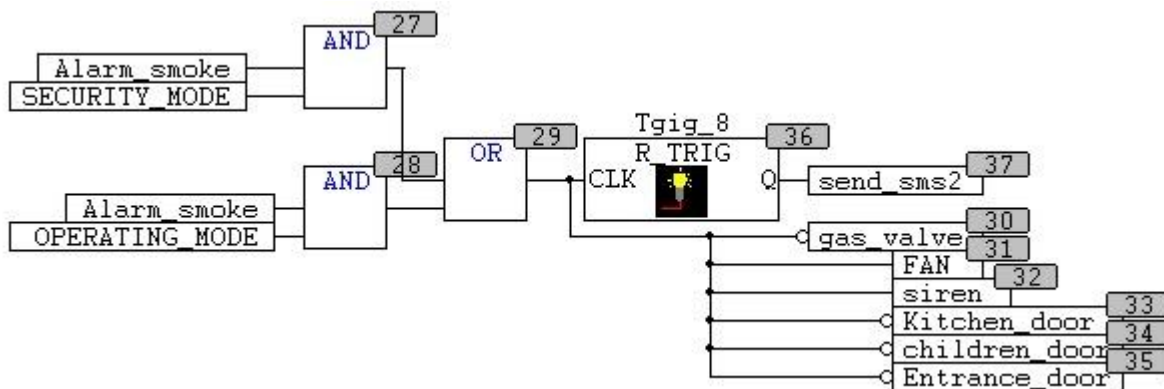 27
AND
Alarm_smoke
SECURITY_MODE
Tgig_8
29
36
OR
R_TRIG
28
37
AND
CLK
Q
send_sms2
Alarm_smoke
30
OPERATING_MODE
gas_valve
31
FAN
32
siren
33
Kitchen_door
34
children_door
35
Entrance_door